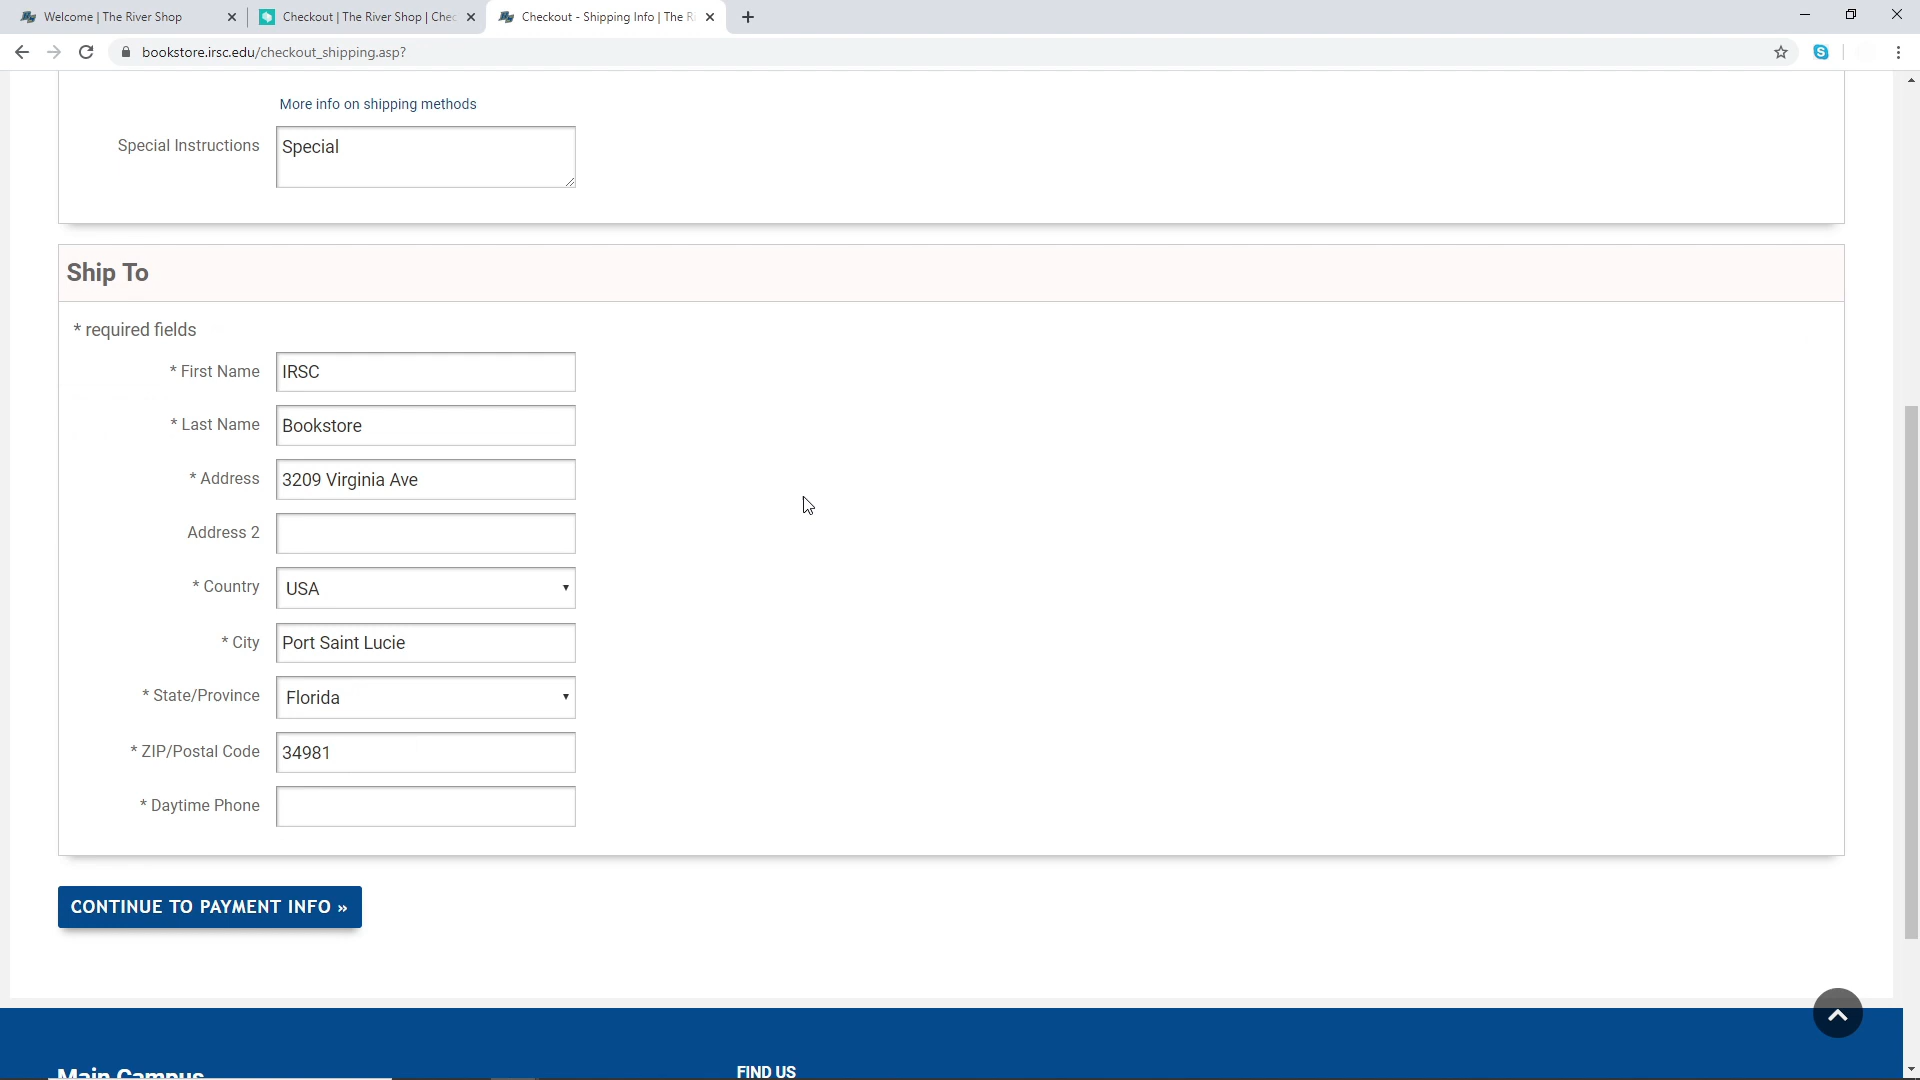 Welcome | The River Shop
Checkout | The River Shop | Chec
Checkout - Shipping Info | The Ri
bookstore.irsc.edu/checkout_shipping.asp?
More info on shipping methods
Special Instructions
Special
Ship To
* required fields
* First Name
IRSC
* Last Name
Bookstore
* Address
3209 Virginia Ave
Address 2
* Country
USA
* City
Port Saint Lucie
* State/Province
Florida
* ZIP/Postal Code
34981
* Daytime Phone
CONTINUE TO PAYMENT INFO »
Main Campus
FIND US